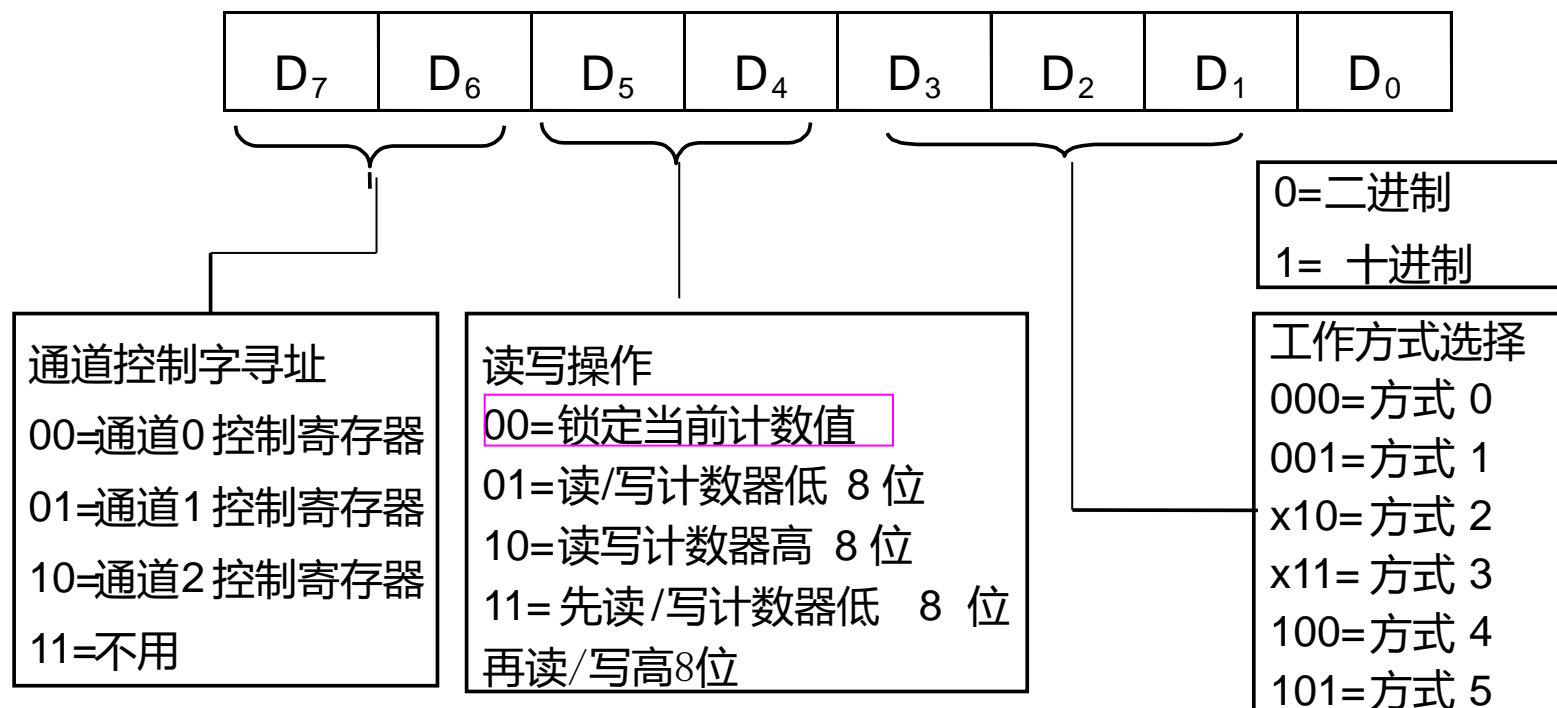 D7 D6 D5 D4 D3 D2 D1 D0
0=二进制
1= 十进制
通道控制字寻址
00=通道0 控制寄存器
01=通道1 控制寄存器
10=通道2 控制寄存器
11=不用
读写操作
00=锁定当前计数值
01=读/写计数器低 8 位
10=读写计数器高 8 位
11= 先读/写计数器低 8 位
再读/写高8位
工作方式选择
000=方式 0
001=方式 1
x10=方式 2
x11= 方式 3
100=方式 4
101=方式 5